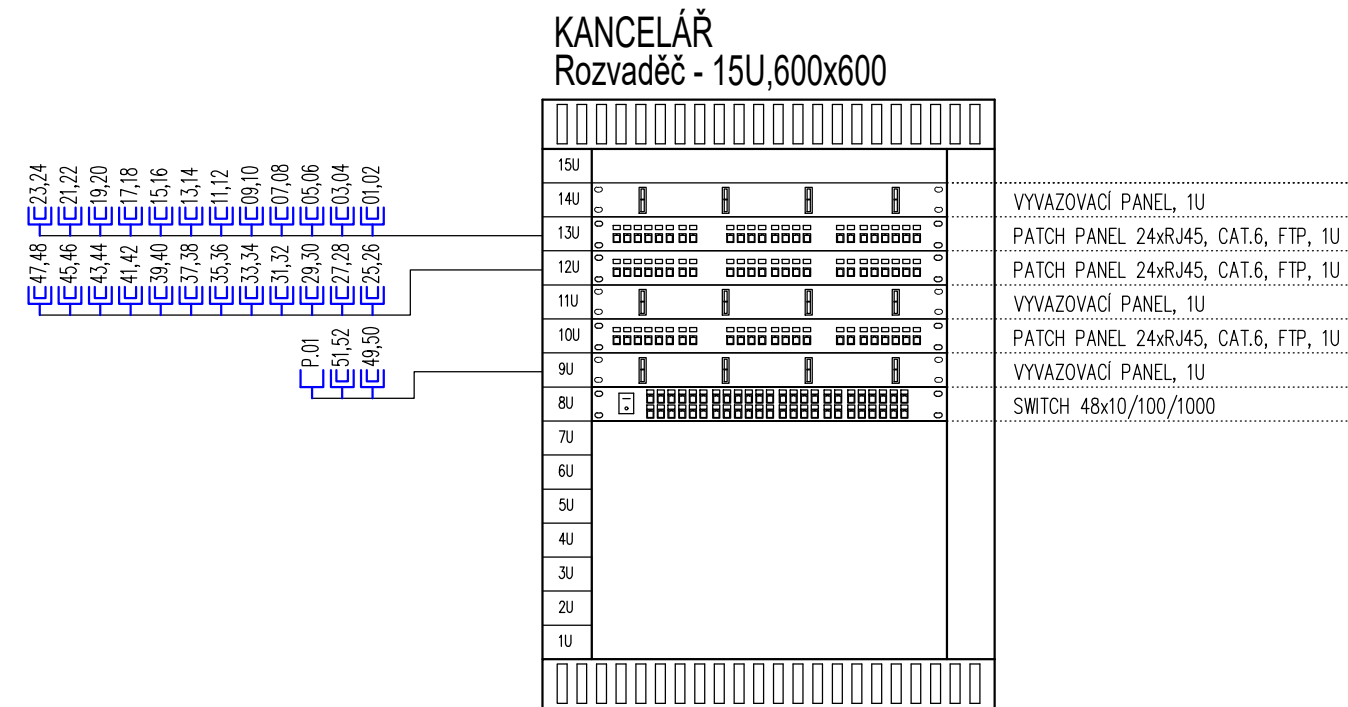 KANCELÁŘ
Rozvaděč - 15U,600x600
23,24 21,22 19,20 17,18 15,16 13,14 11,12 09,10 07,08 05,06 03,04 01,02
47,48 45,46 43,44 41,42 39,40 37,38 35,36 33,34 31,32 29,30 27,28 25,26
P.01 51,52 49,50
15U
14U VYVAZOVACÍ PANEL, 1U
13U PATCH PANEL 24xRJ45, CAT.6, FTP, 1U
12U PATCH PANEL 24xRJ45, CAT.6, FTP, 1U
11U VYVAZOVACÍ PANEL, 1U
10U PATCH PANEL 24xRJ45, CAT.6, FTP, 1U
9U VYVAZOVACÍ PANEL, 1U
8U SWITCH 48x10/100/1000
7U
6U
5U
4U
3U
2U
1U